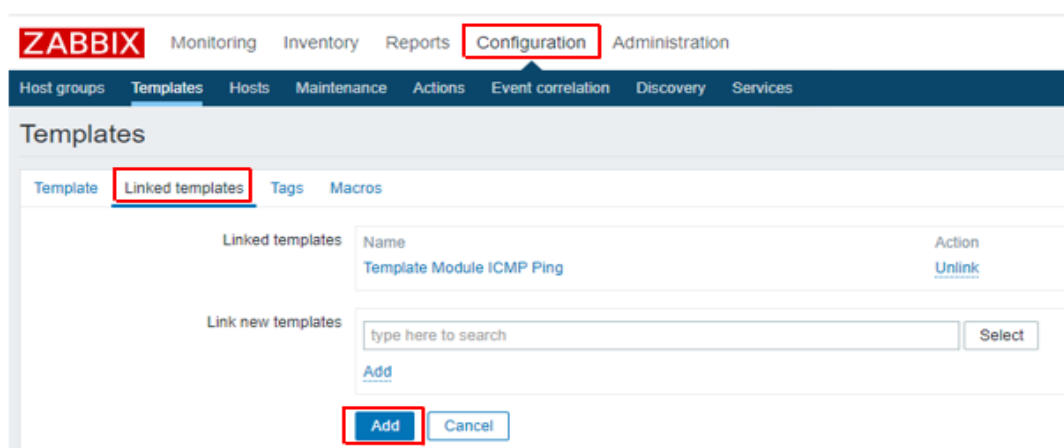 ZABBIX Monitoring Inventory Reports Configuration Administration
Host groups Templates Hosts Maintenance Actions Event correlation Discovery Services
Templates
Template Linked templates Tags Macros
Linked templates Name Action
Template Module ICMP Ping Unlink
Link new templates type here to search Select
Add
Add Cancel